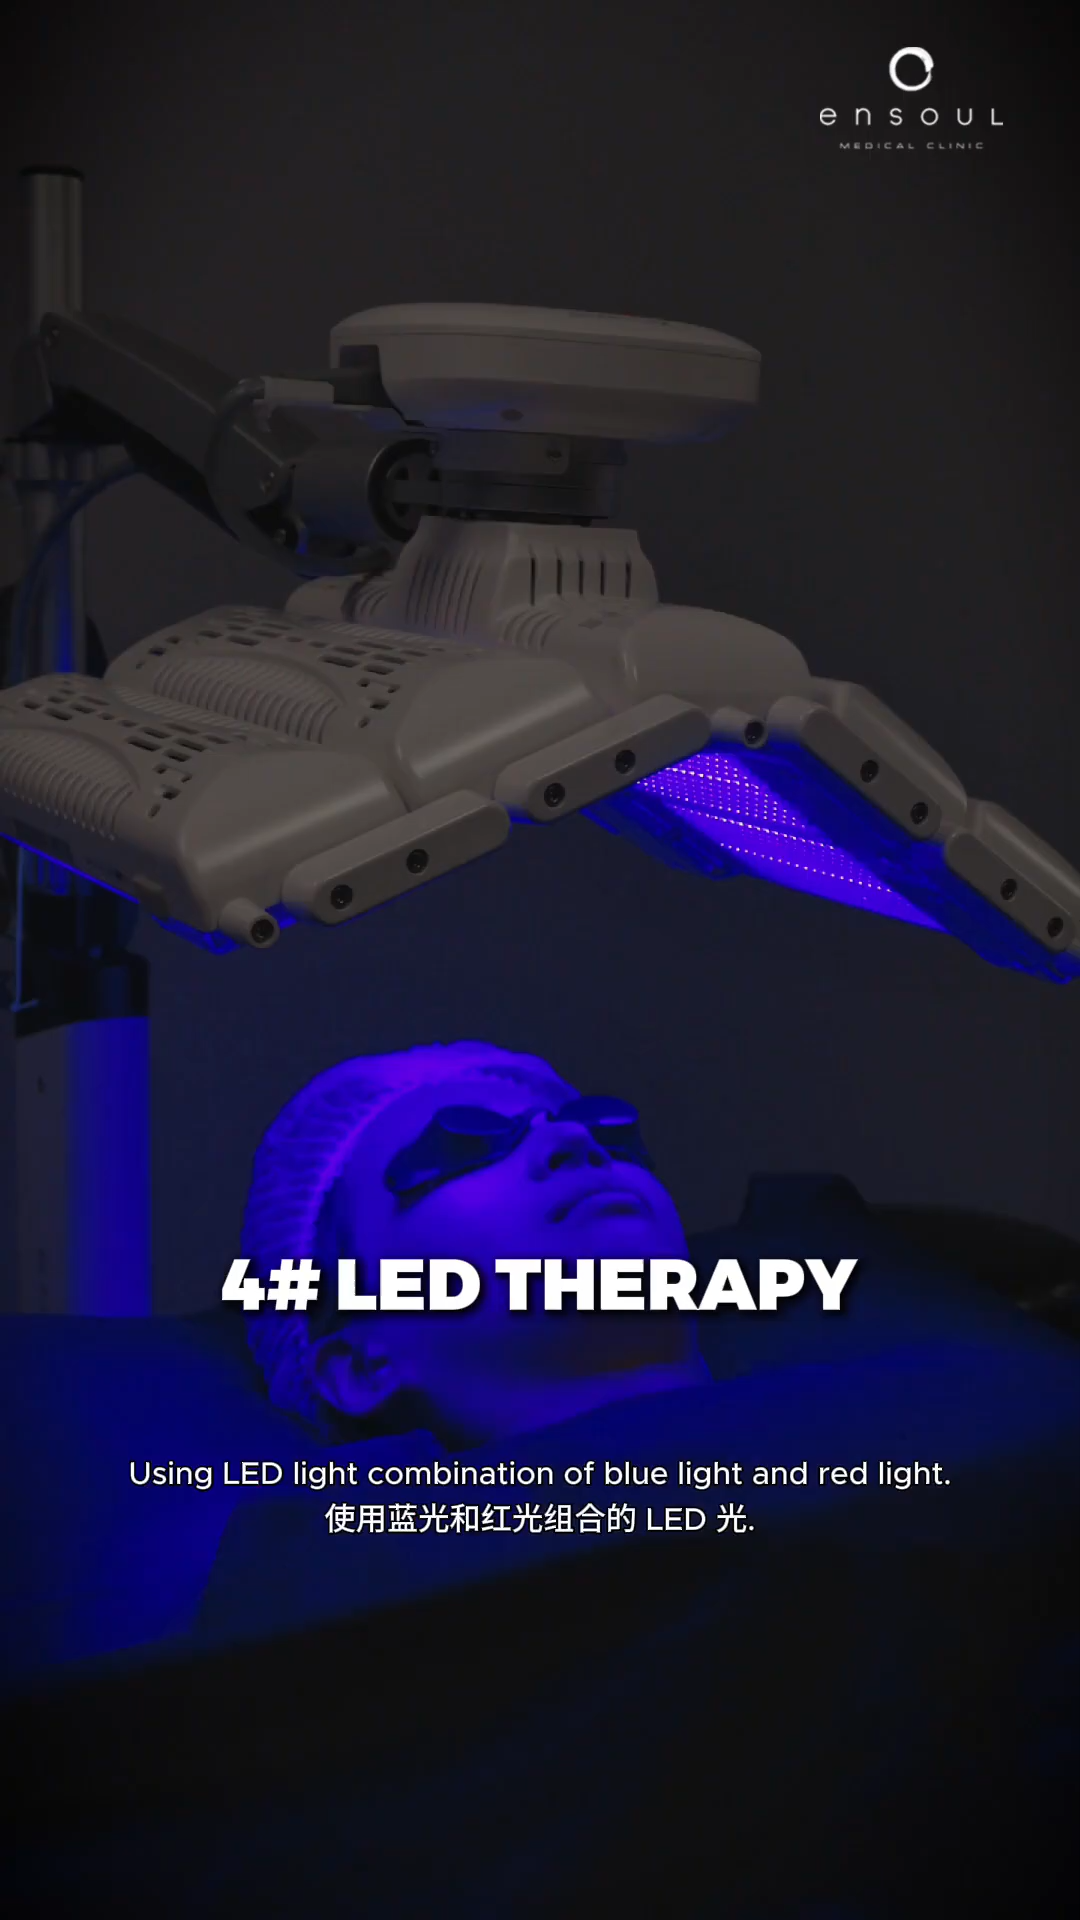 ensoul
MEDICAL CLINIC
4# LED THERAPY
Using LED light combination of blue light and red light.
使用蓝光和红光组合的 LED 光.